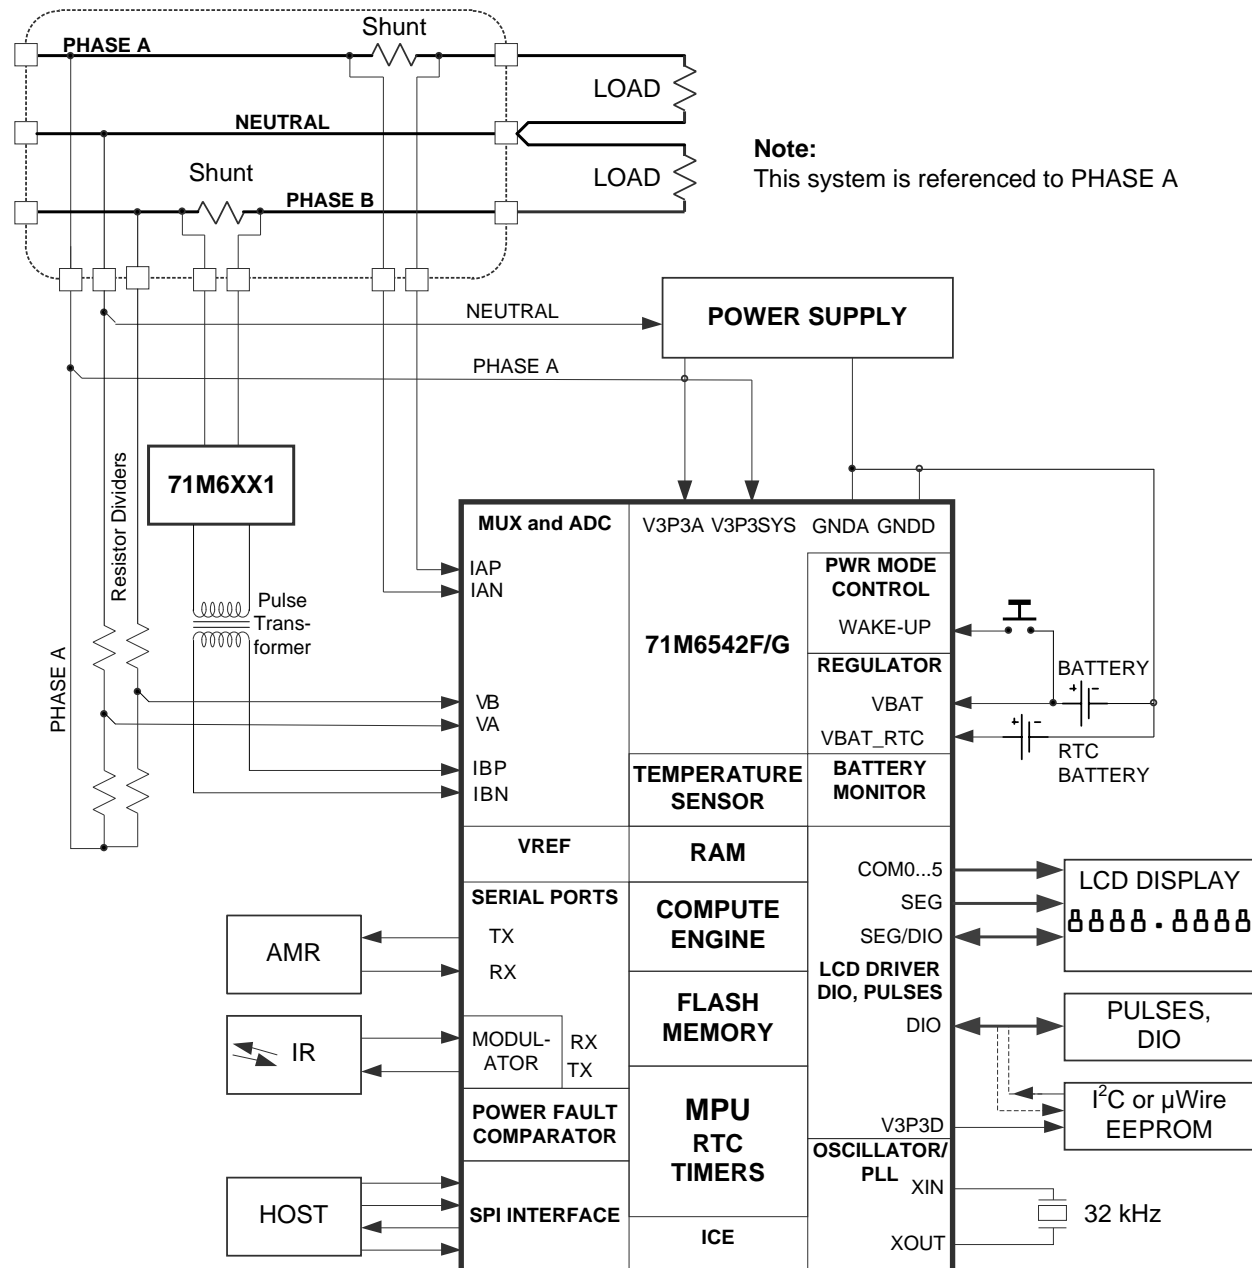 Shunt
PHASE A
LOAD
NEUTRAL
Note:
This system is referenced to PHASE A
Shunt
LOAD
PHASE B
NEUTRAL
POWER SUPPLY
PHASE A
71M6XX1
Resistor Dividers
PHASE A
Pulse
Trans-
former
MUX and ADC
V3P3A V3P3SYS GNDA GNDD
IAP
IAN
PWR MODE
CONTROL
WAKE-UP
71M6542F/G
REGULATOR
BATTERY
VB
VA
VBAT
VBAT_RTC
RTC
BATTERY
IBP
IBN
TEMPERATURE
SENSOR
BATTERY
MONITOR
VREF
RAM
COM0...5
SEG
SEG/DIO
LCD DISPLAY
SERIAL PORTS
TX
RX
AMR
COMPUTE
ENGINE
LCD DRIVER
DIO, PULSES
DIO
PULSES,
DIO
FLASH
MEMORY
IR
MODUL-
ATOR
RX
TX
I²C or µWire
EEPROM
V3P3D
POWER FAULT
COMPARATOR
MPU
RTC
TIMERS
OSCILLATOR/
PLL
XIN
32 kHz
XOUT
HOST
SPI INTERFACE
ICE